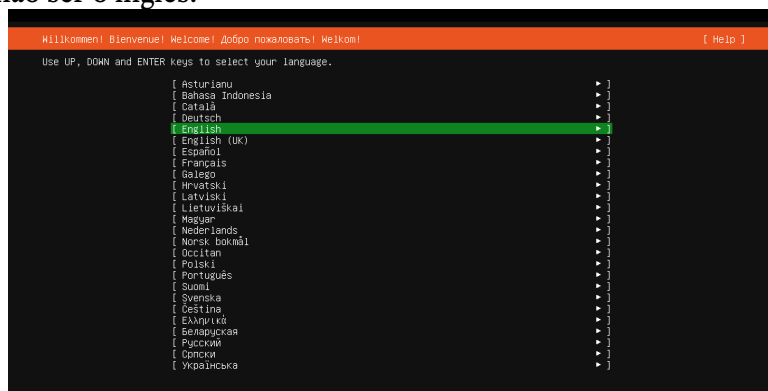 não ser o inglês.
Willkommen! Bienvenue! Welcome! Добро пожаловать! Welkom! [ Help ]
Use UP, DOWN and ENTER keys to select your language.
[ Asturianu ► ]
[ Bahasa Indonesia ► ]
[ Català ► ]
[ Deutsch ► ]
[ English ► ]
[ English (UK) ► ]
[ Español ► ]
[ Français ► ]
[ Galego ► ]
[ Hrvatski ► ]
[ Latviski ► ]
[ Lietuviškai ► ]
[ Magyar ► ]
[ Nederlands ► ]
[ Norsk bokmål ► ]
[ Occitan ► ]
[ Polski ► ]
[ Português ► ]
[ Suomi ► ]
[ Svenska ► ]
[ Čeština ► ]
[ Ελληνικά ► ]
[ Беларуская ► ]
[ Русский ► ]
[ Српски ► ]
[ Українська ► ]